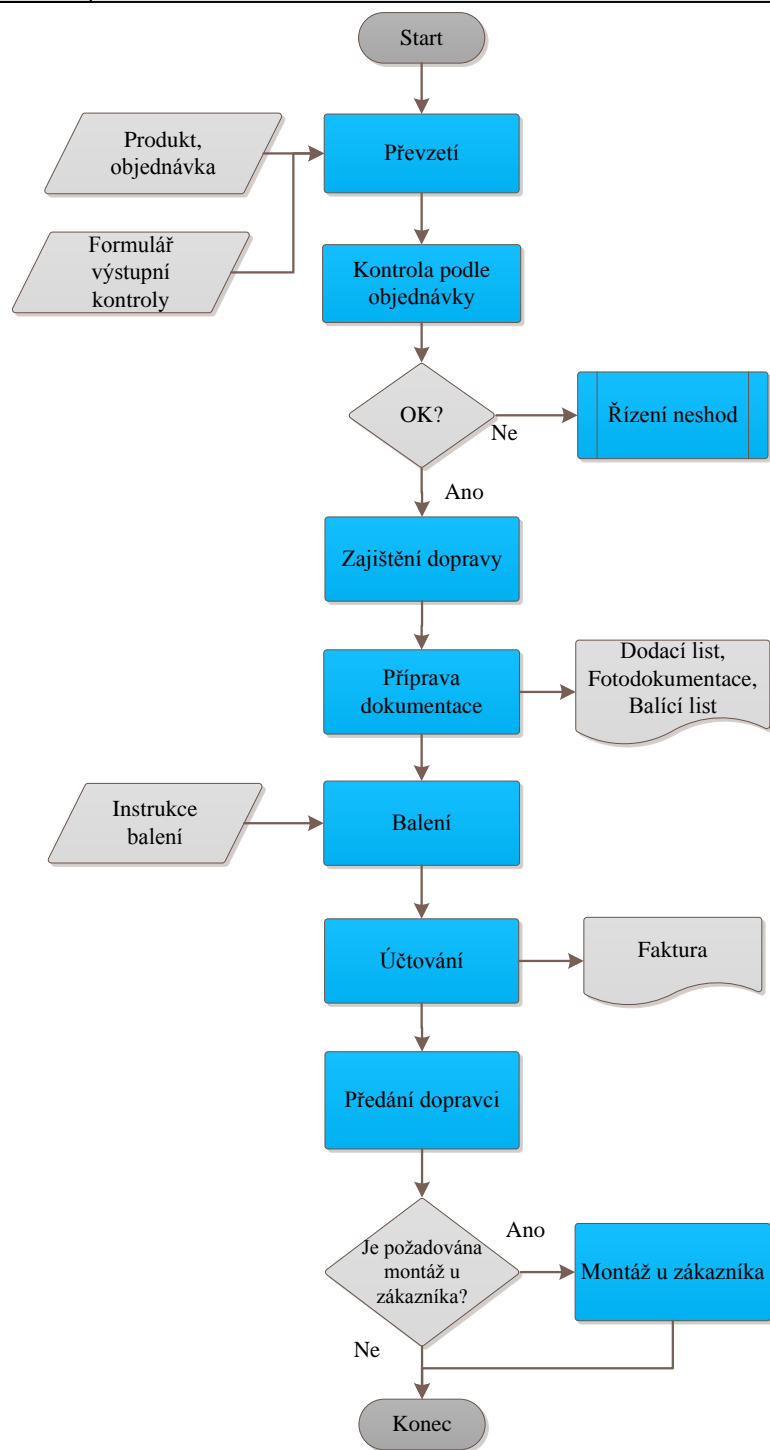 Start
Produkt,
objednávka
Převzetí
Formulář
výstupní
kontroly
Kontrola podle
objednávky
OK?
Ne
Řízení neshod
Ano
Zajištění dopravy
Příprava
dokumentace
Dodací list,
Fotodokumentace,
Balící list
Instrukce
balení
Balení
Účtování
Faktura
Předání dopravci
Je požadována
montáž u
zákazníka?
Ano
Montáž u zákazníka
Ne
Konec